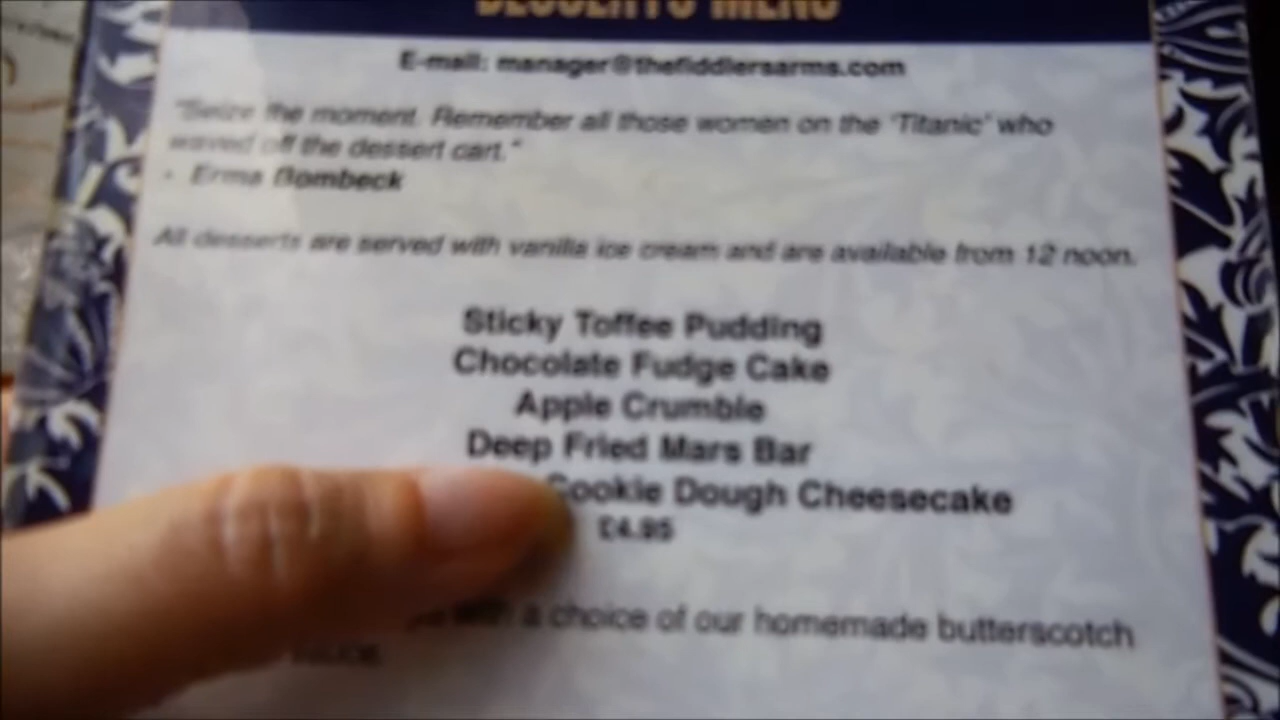 DESSERTS MENU
E-mail: manager@thefiddlersarms.com
"Seize the moment. Remember all those women on the 'Titanic' who
waved off the dessert cart."
- Erma Bombeck
All desserts are served with vanilla ice cream and are available from 12 noon.
Sticky Toffee Pudding
Chocolate Fudge Cake
Apple Crumble
Deep Fried Mars Bar
Cookie Dough Cheesecake
£4.95
with a choice of our homemade butterscotch